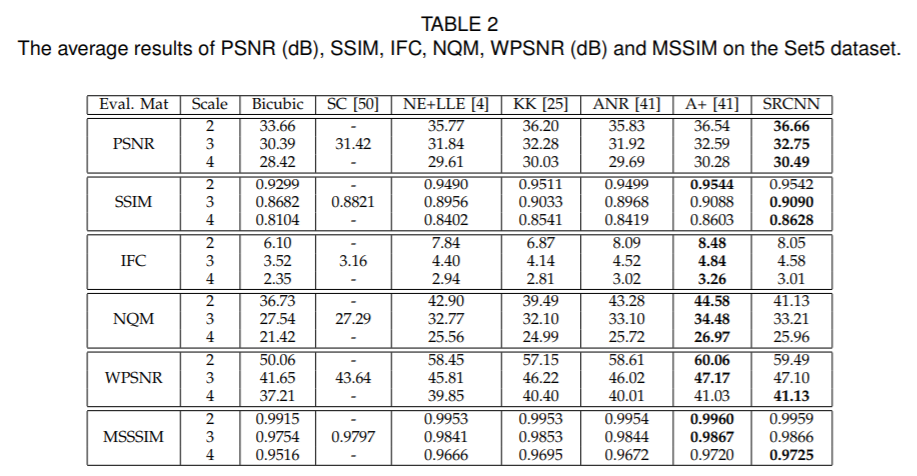 TABLE 2
The average results of PSNR (dB), SSIM, IFC, NQM, WPSNR (dB) and MSSIM on the Set5 dataset.
Eval. Mat Scale Bicubic SC [50] NE+LLE [4] KK [25] ANR [41] A+ [41] SRCNN
2 33.66 - 35.77 36.20 35.83 36.54 36.66
PSNR 3 30.39 31.42 31.84 32.28 31.92 32.59 32.75
4 28.42 - 29.61 30.03 29.69 30.28 30.49
2 0.9299 - 0.9490 0.9511 0.9499 0.9544 0.9542
SSIM 3 0.8682 0.8821 0.8956 0.9033 0.8968 0.9088 0.9090
4 0.8104 - 0.8402 0.8541 0.8419 0.8603 0.8628
2 6.10 - 7.84 6.87 8.09 8.48 8.05
IFC 3 3.52 3.16 4.40 4.14 4.52 4.84 4.58
4 2.35 - 2.94 2.81 3.02 3.26 3.01
2 36.73 - 42.90 39.49 43.28 44.58 41.13
NQM 3 27.54 27.29 32.77 32.10 33.10 34.48 33.21
4 21.42 - 25.56 24.99 25.72 26.97 25.96
2 50.06 - 58.45 57.15 58.61 60.06 59.49
WPSNR 3 41.65 43.64 45.81 46.22 46.02 47.17 47.10
4 37.21 - 39.85 40.40 40.01 41.03 41.13
2 0.9915 - 0.9953 0.9953 0.9954 0.9960 0.9959
MSSSIM 3 0.9754 0.9797 0.9841 0.9853 0.9844 0.9867 0.9866
4 0.9516 - 0.9666 0.9695 0.9672 0.9720 0.9725